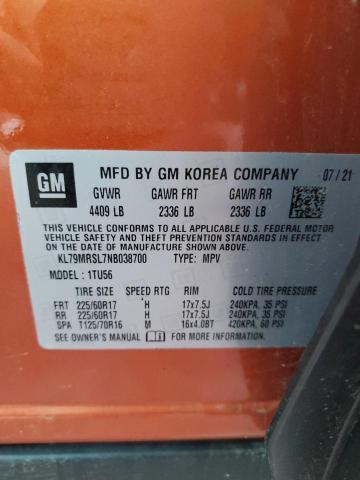 GM
MFD BY GM KOREA COMPANY 07/21
GVWR GAWR FRT GAWR RR
4409 LB 2336 LB 2336 LB
THIS VEHICLE CONFORMS TO ALL APPLICABLE U.S. FEDERAL MOTOR
VEHICLE SAFETY, BUMPER, AND THEFT PREVENTION STANDARDS IN
EFFECT ON THE DATE OF MANUFACTURE SHOWN ABOVE.
KL79MRSL7NB038700 TYPE: MPV
MODEL: 1TU56
TIRE SIZE SPEED RTG RIM COLD TIRE PRESSURE
FRT 225/60R17 H 17x7.5J 240KPA, 35 PSI
RR 225/60R17 H 17x7.5J 240KPA, 35 PSI
SPA T125/70R16 M 16x4.0BT 420KPA, 60 PSI
SEE OWNER'S MANUAL FOR ADDITIONAL INFORMATION